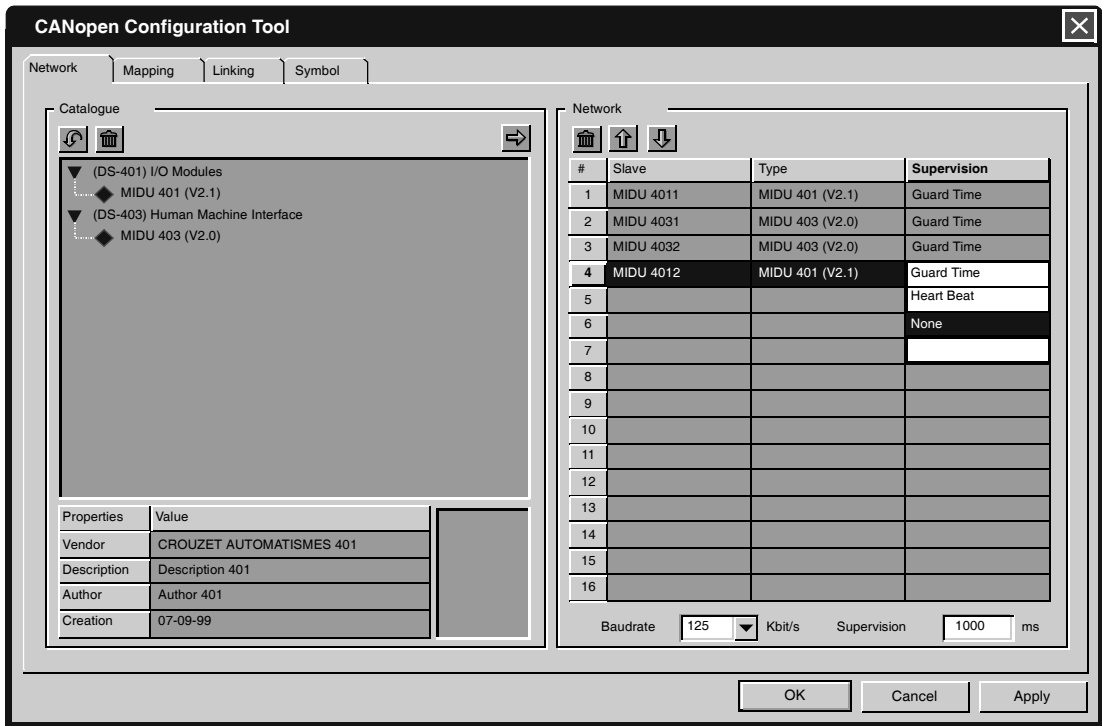 CANopen Configuration Tool
Network Mapping Linking Symbol
Catalogue
(DS-401) I/O Modules
MIDU 401 (V2.1)
(DS-403) Human Machine Interface
MIDU 403 (V2.0)
Properties Value
Vendor CROUZET AUTOMATISMES 401
Description Description 401
Author Author 401
Creation 07-09-99
Network
# Slave Type Supervision
1 MIDU 4011 MIDU 401 (V2.1) Guard Time
2 MIDU 4031 MIDU 403 (V2.0) Guard Time
3 MIDU 4032 MIDU 403 (V2.0) Guard Time
4 MIDU 4012 MIDU 401 (V2.1) Guard Time
5 Heart Beat
6 None
7
8
9
10
11
12
13
14
15
16
Baudrate 125 Kbit/s Supervision 1000 ms
OK Cancel Apply